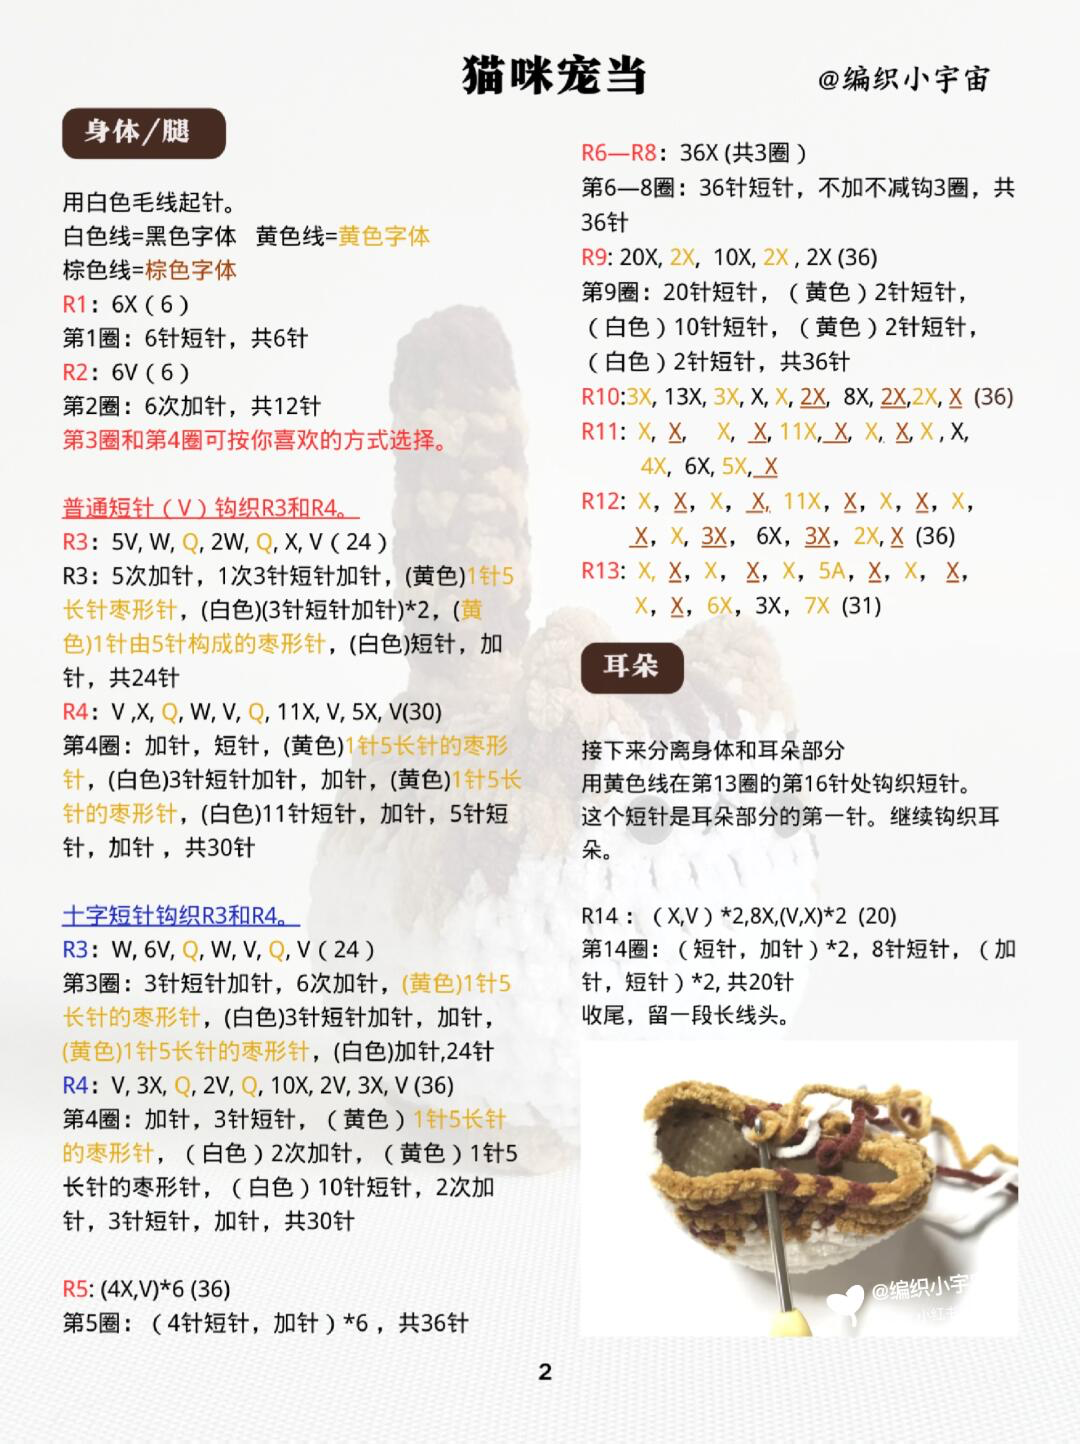 猫咪宠当
@编织小宇宙
身体/腿
用白色毛线起针。
白色线=黑色字体 黄色线=黄色字体
棕色线=棕色字体
R1：6X（6）
第1圈：6针短针，共6针
R2：6V（6）
第2圈：6次加针，共12针
第3圈和第4圈可按你喜欢的方式选择。
普通短针（V）钩织R3和R4。
R3：5V, W, Q, 2W, Q, X, V（24）
R3：5次加针，1次3针短针加针，(黄色)1针5
长针枣形针，(白色)(3针短针加针)*2，(黄
色)1针由5针构成的枣形针，(白色)短针，加
针，共24针
R4：V ,X, Q, W, V, Q, 11X, V, 5X, V(30)
第4圈：加针，短针，(黄色)1针5长针的枣形
针，(白色)3针短针加针，加针，(黄色)1针5长
针的枣形针，(白色)11针短针，加针，5针短
针，加针 ，共30针
十字短针钩织R3和R4。
R3：W, 6V, Q, W, V, Q, V（24）
第3圈：3针短针加针，6次加针，(黄色)1针5
长针的枣形针，(白色)3针短针加针，加针，
(黄色)1针5长针的枣形针，(白色)加针,24针
R4：V, 3X, Q, 2V, Q, 10X, 2V, 3X, V (36)
第4圈：加针，3针短针，（黄色）1针5长针
的枣形针，（白色）2次加针，（黄色）1针5
长针的枣形针，（白色）10针短针，2次加
针，3针短针，加针，共30针
R5: (4X,V)*6 (36)
第5圈：（4针短针，加针）*6 ，共36针
R6—R8：36X (共3圈 )
第6—8圈：36针短针，不加不减钩3圈，共
36针
R9: 20X, 2X, 10X, 2X , 2X (36)
第9圈：20针短针，（黄色）2针短针，
（白色）10针短针，（黄色）2针短针，
（白色）2针短针，共36针
R10:3X, 13X, 3X, X, X, 2X, 8X, 2X,2X, X (36)
R11: X, X, X, X, 11X, X, X, X, X , X,
4X, 6X, 5X, X
R12: X, X, X, X, 11X, X, X, X, X,
X, X, 3X, 6X, 3X, 2X, X (36)
R13: X, X, X, X, X, 5A, X, X, X,
X, X, 6X, 3X, 7X (31)
耳朵
接下来分离身体和耳朵部分
用黄色线在第13圈的第16针处钩织短针。
这个短针是耳朵部分的第一针。继续钩织耳
朵。
R14：（X,V）*2,8X,(V,X)*2 (20)
第14圈：（短针，加针）*2，8针短针，（加
针，短针）*2, 共20针
收尾，留一段长线头。
@编织小宇
小红书
2